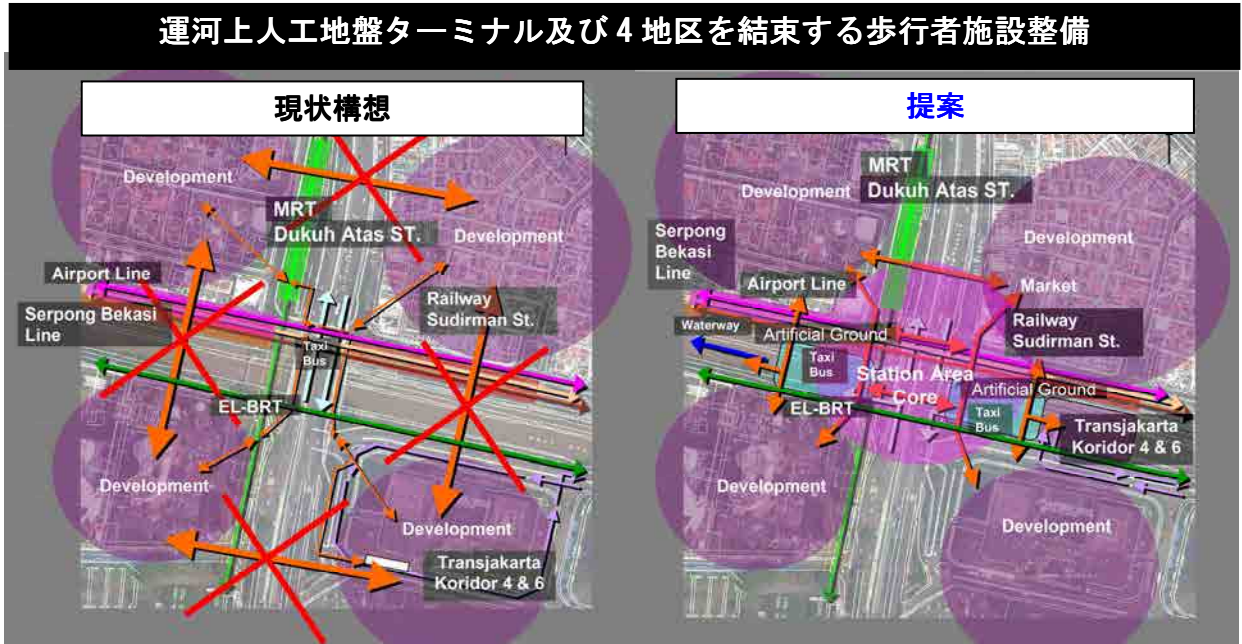 運河上人工地盤ターミナル及び4地区を結束する歩行者施設整備
現状構想
Development
MRT
Dukuh Atas ST.
Development
Airport Line
Serpong Bekasi
Line
Railway
Sudirman St.
Taxi
Bus
EL-BRT
Development
Development
Transjakarta
Koridor 4 & 6
提案
MRT
Dukuh Atas ST.
Development
Serpong
Bekasi
Line
Development
Airport Line
Market
Railway
Sudirman St.
Waterway
Artificial Ground
Taxi
Bus
Station Area
Core
Artificial Ground
EL-BRT
Taxi
Bus
Transjakarta
Koridor 4 & 6
Development
Development